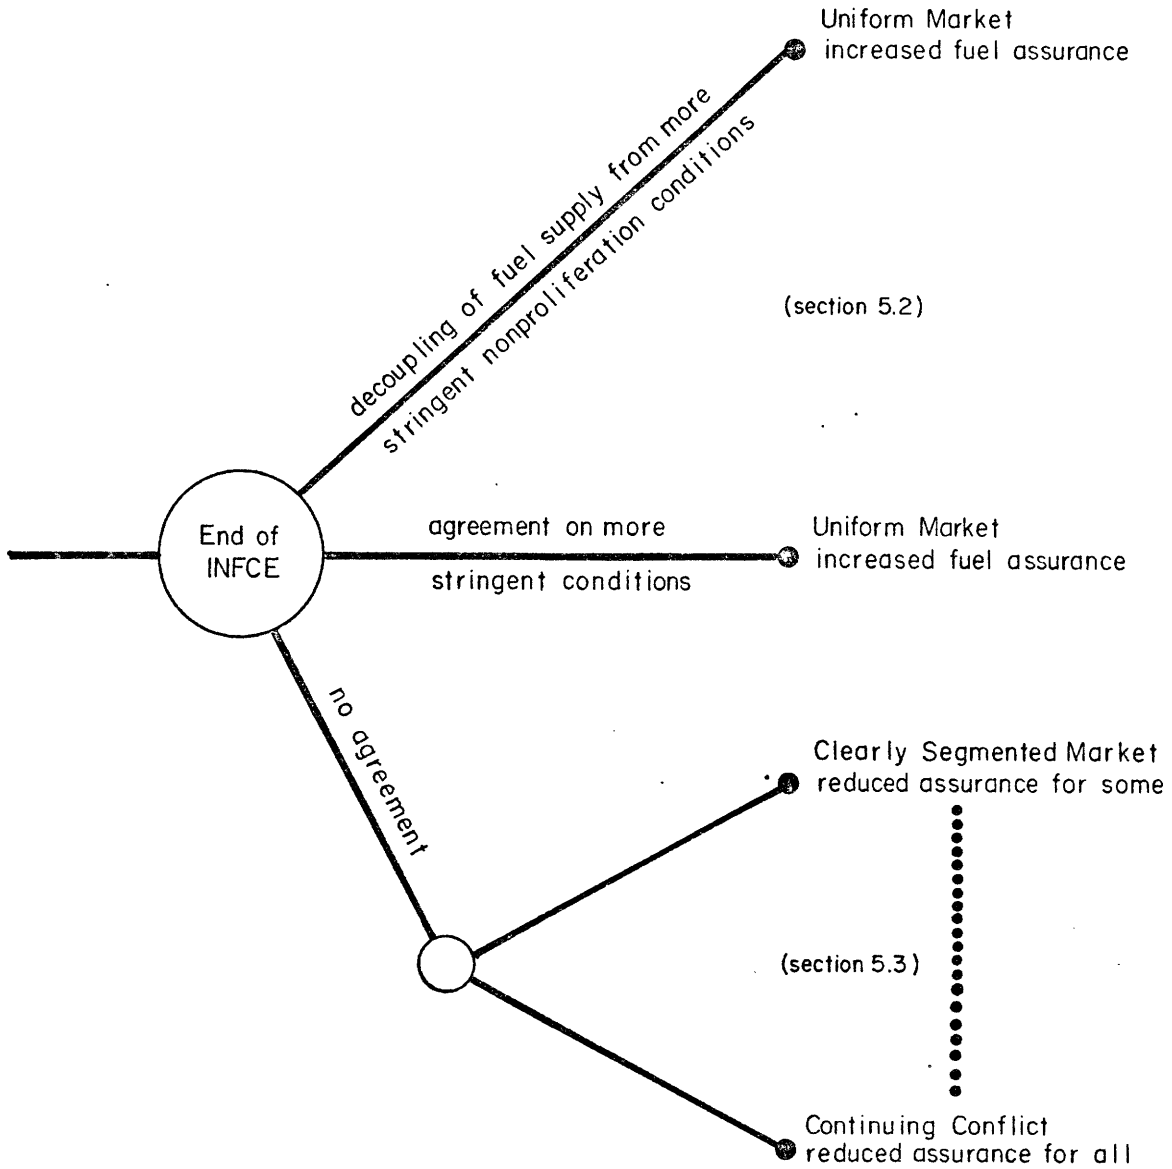 Uniform Market
increased fuel assurance
decoupling of fuel supply from more
stringent nonproliferation conditions
(section 5.2)
End of
INFCE
agreement on more
stringent conditions
Uniform Market
increased fuel assurance
no agreement
Clearly Segmented Market
reduced assurance for some
(section 5.3)
Continuing Conflict
reduced assurance for all